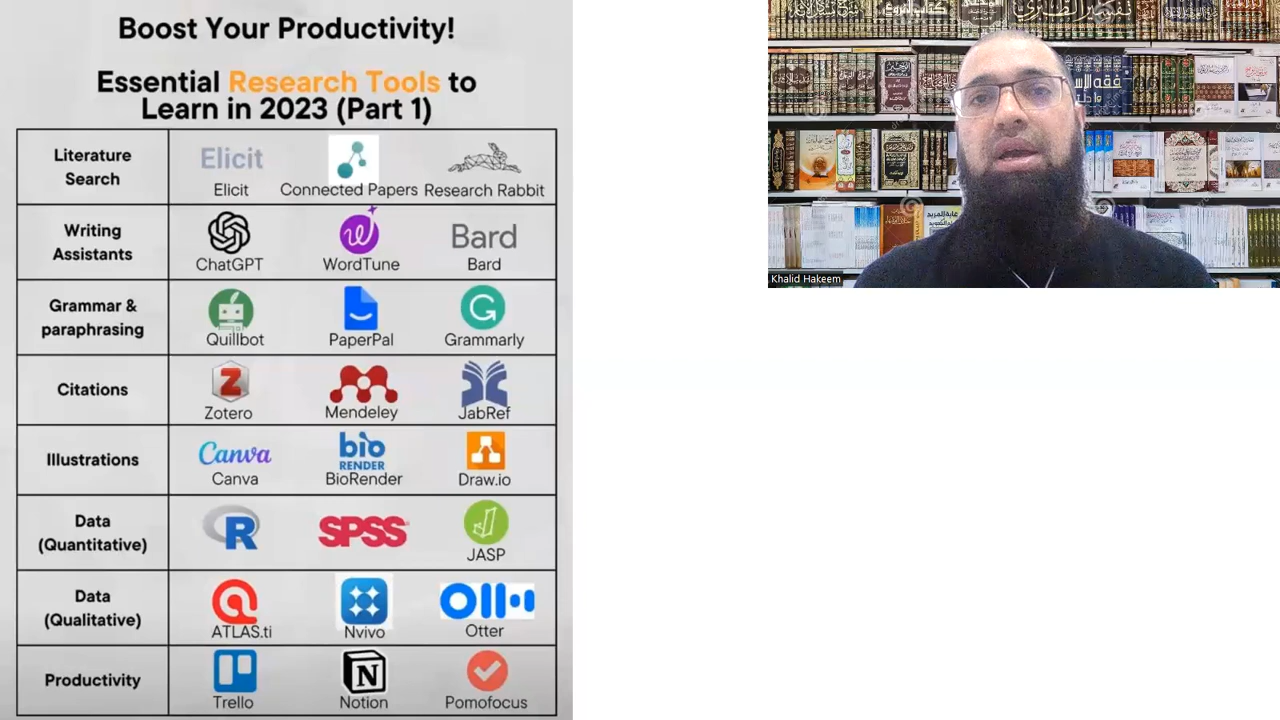 Boost Your Productivity!
Essential Research Tools to
Learn in 2023 (Part 1)
Literature
Search
Elicit
Elicit
Connected Papers
Research Rabbit
Writing
Assistants
ChatGPT
WordTune
Bard
Bard
Grammar &
paraphrasing
Quillbot
PaperPal
Grammarly
Citations
Zotero
Mendeley
JabRef
Illustrations
Canva
Canva
bio
RENDER
BioRender
Draw.io
Data
(Quantitative)
R
SPSS
JASP
Data
(Qualitative)
ATLAS.ti
Nvivo
Otter
Productivity
Trello
Notion
Pomofocus
Khalid Hakeem